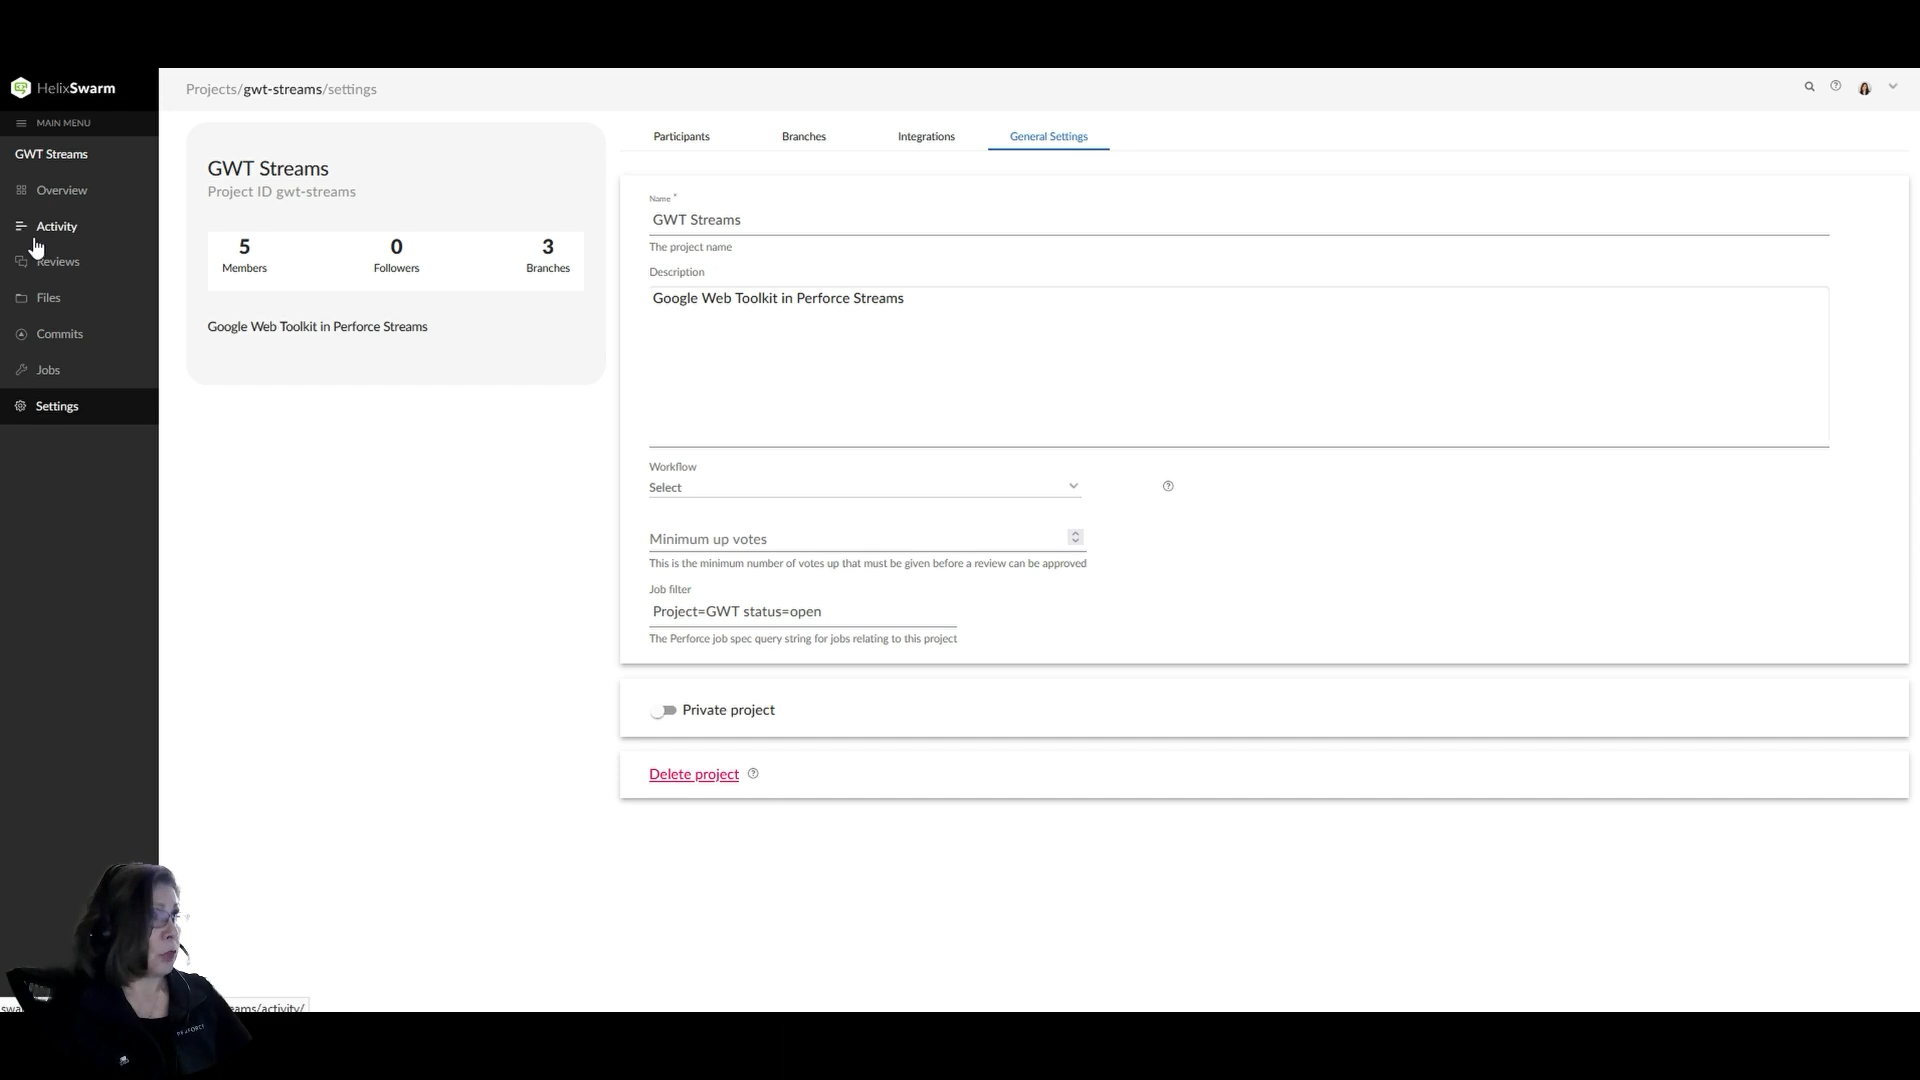 HelixSwarm
Projects/gwt-streams/settings
MAIN MENU
GWT Streams
Overview
Activity
Reviews
Files
Commits
Jobs
Settings
GWT Streams
Project ID gwt-streams
5 0 3
Members Followers Branches
Google Web Toolkit in Perforce Streams
Participants Branches Integrations General Settings
Name *
GWT Streams
The project name
Description
Google Web Toolkit in Perforce Streams
Workflow
Select
Minimum up votes
This is the minimum number of votes up that must be given before a review can be approved
Job filter
Project=GWT status=open
The Perforce job spec query string for jobs relating to this project
Private project
Delete project
eams/activity/
PERFORCE